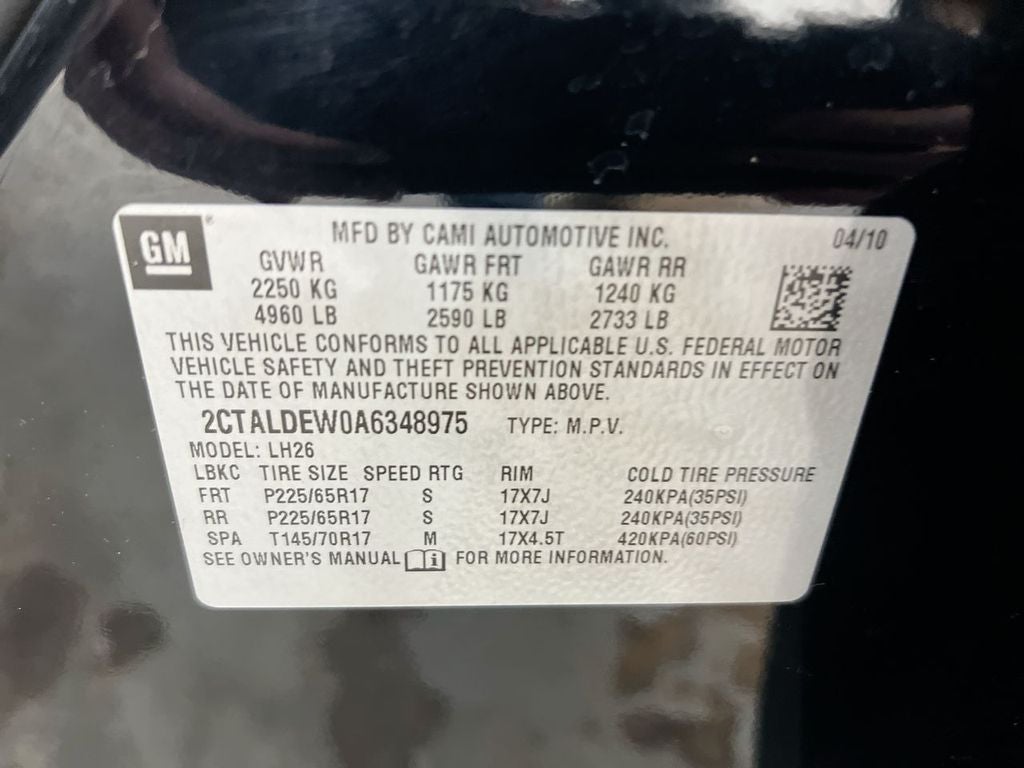 GM®
MFD BY CAMI AUTOMOTIVE INC. 04/10
GVWR GAWR FRT GAWR RR
2250 KG 1175 KG 1240 KG
4960 LB 2590 LB 2733 LB
THIS VEHICLE CONFORMS TO ALL APPLICABLE U.S. FEDERAL MOTOR
VEHICLE SAFETY AND THEFT PREVENTION STANDARDS IN EFFECT ON
THE DATE OF MANUFACTURE SHOWN ABOVE.
2CTALDEW0A6348975 TYPE: M.P.V.
MODEL: LH26
LBKC TIRE SIZE SPEED RTG RIM COLD TIRE PRESSURE
FRT P225/65R17 S 17X7J 240KPA(35PSI)
RR P225/65R17 S 17X7J 240KPA(35PSI)
SPA T145/70R17 M 17X4.5T 420KPA(60PSI)
SEE OWNER'S MANUAL i FOR MORE INFORMATION.